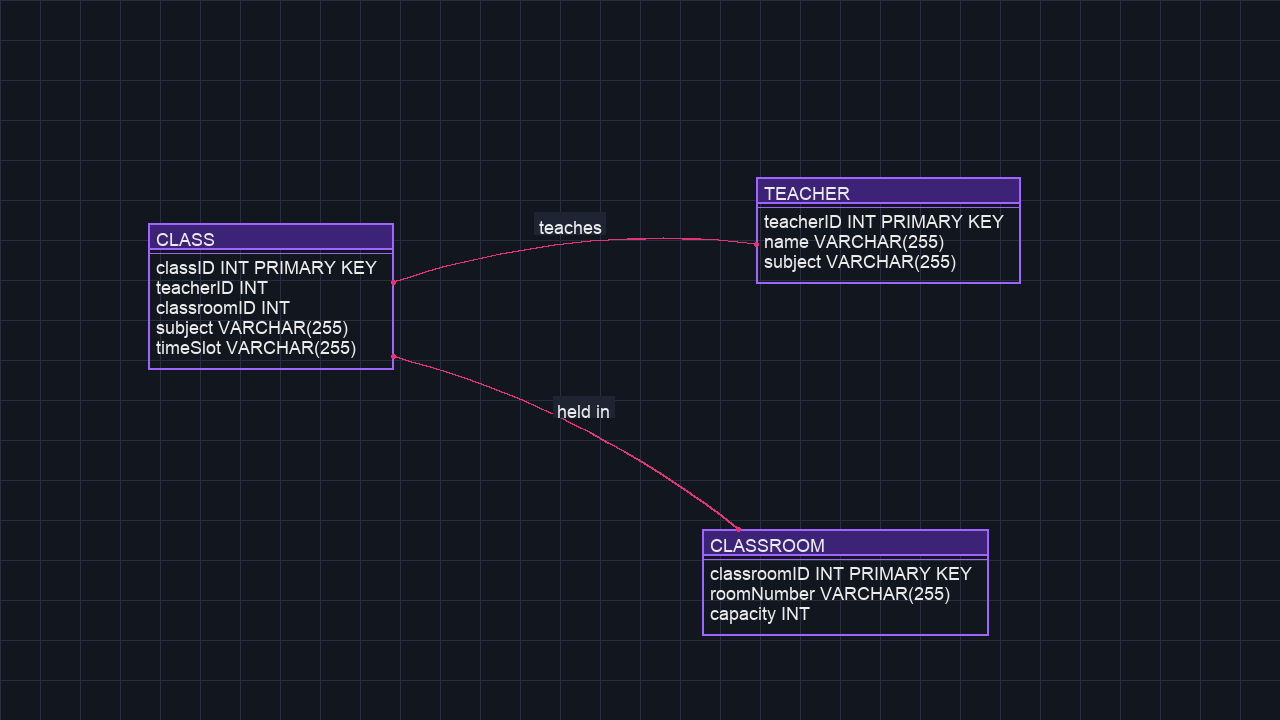 CLASS
classID INT PRIMARY KEY
teacherID INT
classroomID INT
subject VARCHAR(255)
timeSlot VARCHAR(255)
teaches
TEACHER
teacherID INT PRIMARY KEY
name VARCHAR(255)
subject VARCHAR(255)
held in
CLASSROOM
classroomID INT PRIMARY KEY
roomNumber VARCHAR(255)
capacity INT